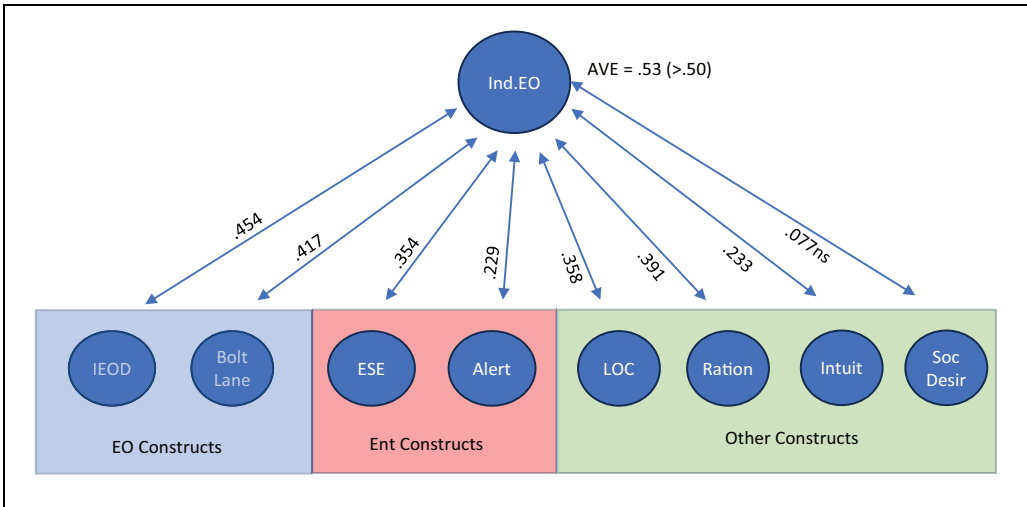 Ind.EO
AVE = .53 (>.50)
.454
.417
.354
.229
.358
.391
.233
.077ns
IEOD
Bolt
Lane
ESE
Alert
LOC
Ration
Intuit
Soc
Desir
EO Constructs
Ent Constructs
Other Constructs